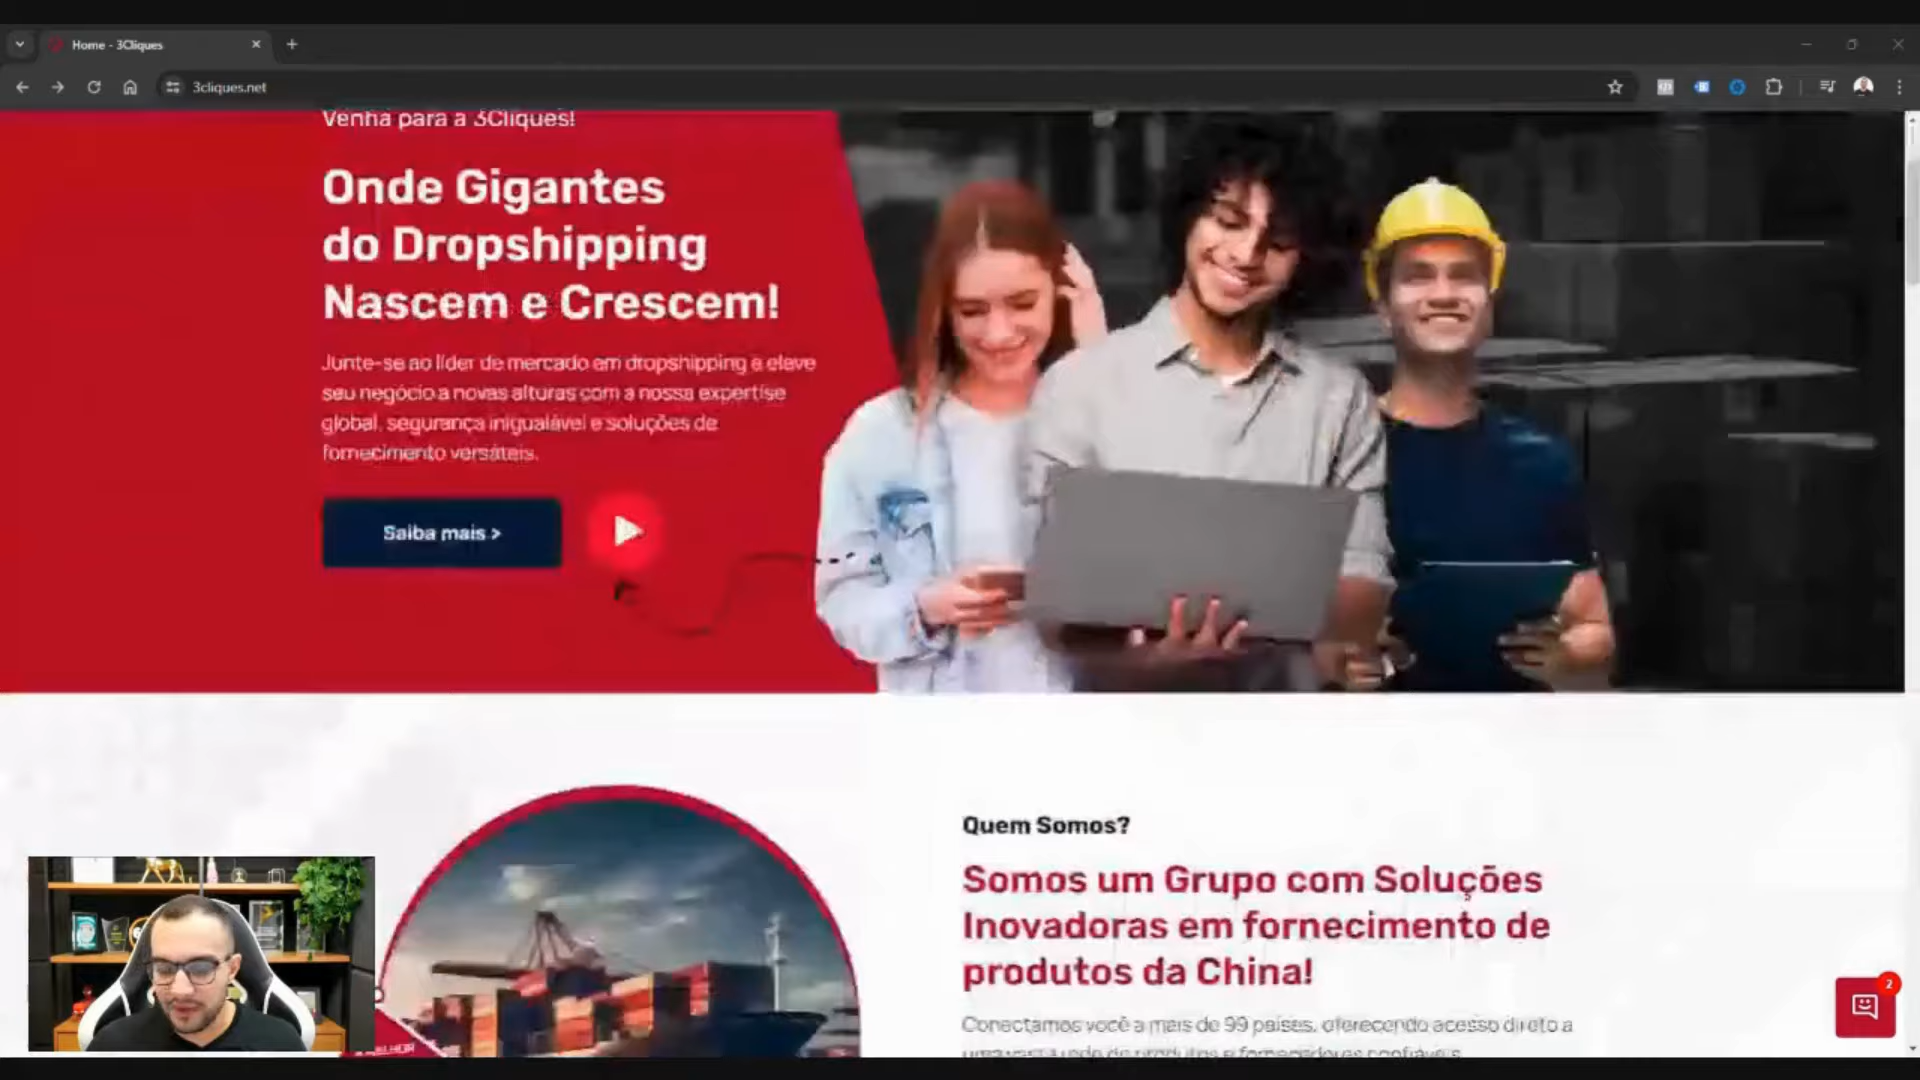 Home - 3Cliques
3cliques.net
Venha para a 3Cliques!
Onde Gigantes
do Dropshipping
Nascem e Crescem!
Junte-se ao líder de mercado em dropshipping e eleve
seu negócio a novas alturas com a nossa expertise
global, segurança inigualável e soluções de
fornecimento versáteis.
Saiba mais >
Quem Somos?
Somos um Grupo com Soluções
Inovadoras em fornecimento de
produtos da China!
Conectamos você a mais de 99 países, oferecendo acesso direto a
2